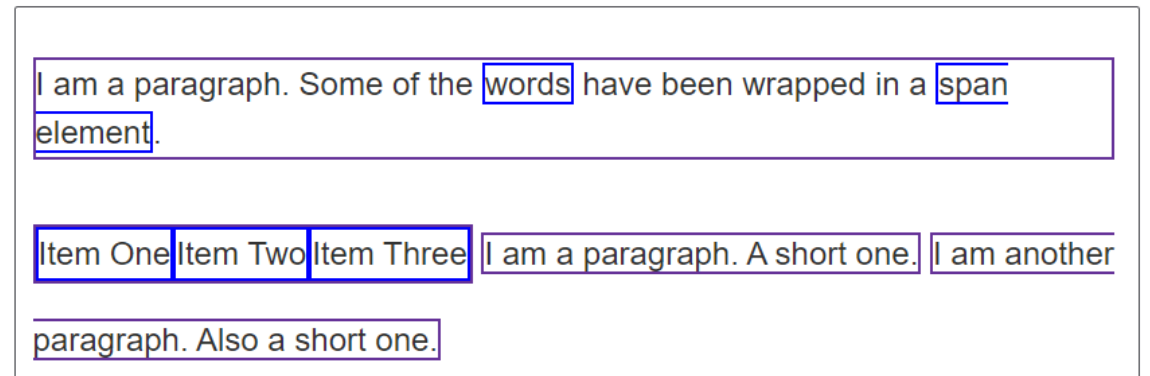 I am a paragraph. Some of the words have been wrapped in a span
element.
Item One Item Two Item Three I am a paragraph. A short one. I am another
paragraph. Also a short one.